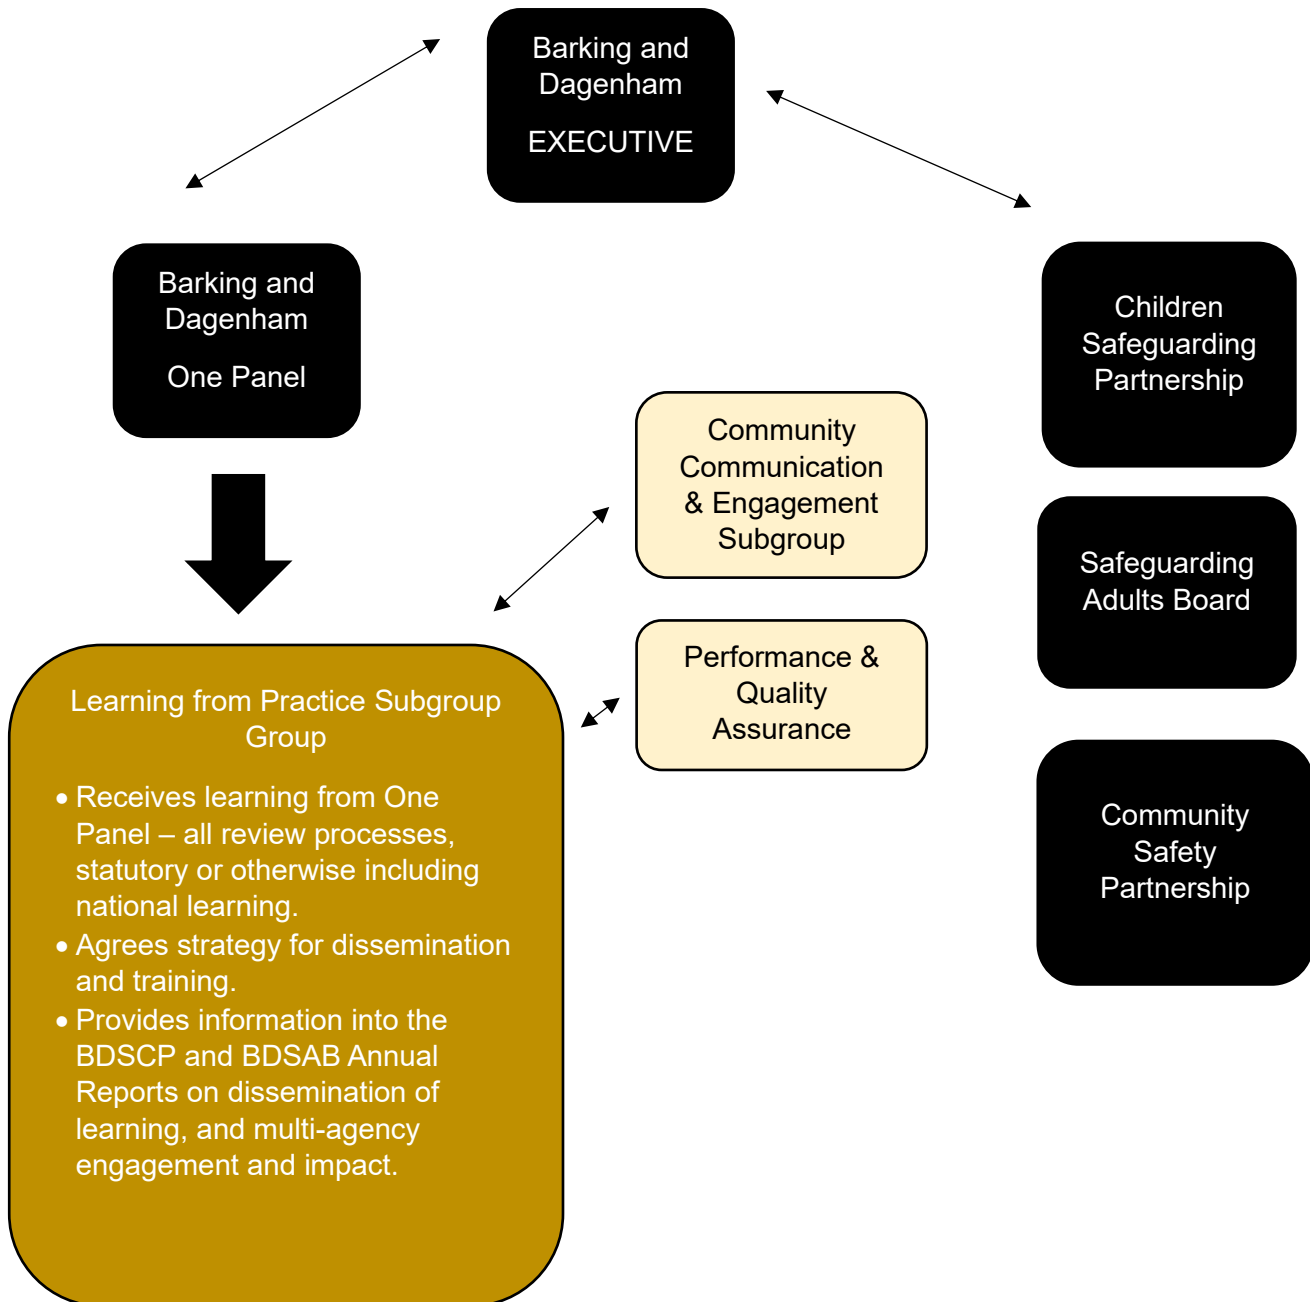 Barking and
Dagenham
EXECUTIVE
Barking and
Dagenham
One Panel
Children
Safeguarding
Partnership
Community
Communication
& Engagement
Subgroup
Safeguarding
Adults Board
Performance &
Quality
Assurance
Community
Safety
Partnership
Learning from Practice Subgroup
Group
• Receives learning from One
Panel – all review processes,
statutory or otherwise including
national learning.
• Agrees strategy for dissemination
and training.
• Provides information into the
BDSCP and BDSAB Annual
Reports on dissemination of
learning, and multi-agency
engagement and impact.